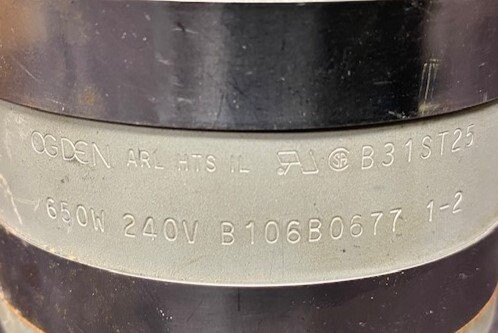 OGDEN ARL HTS IL B31ST25
650W 240V B106B0677 1-2